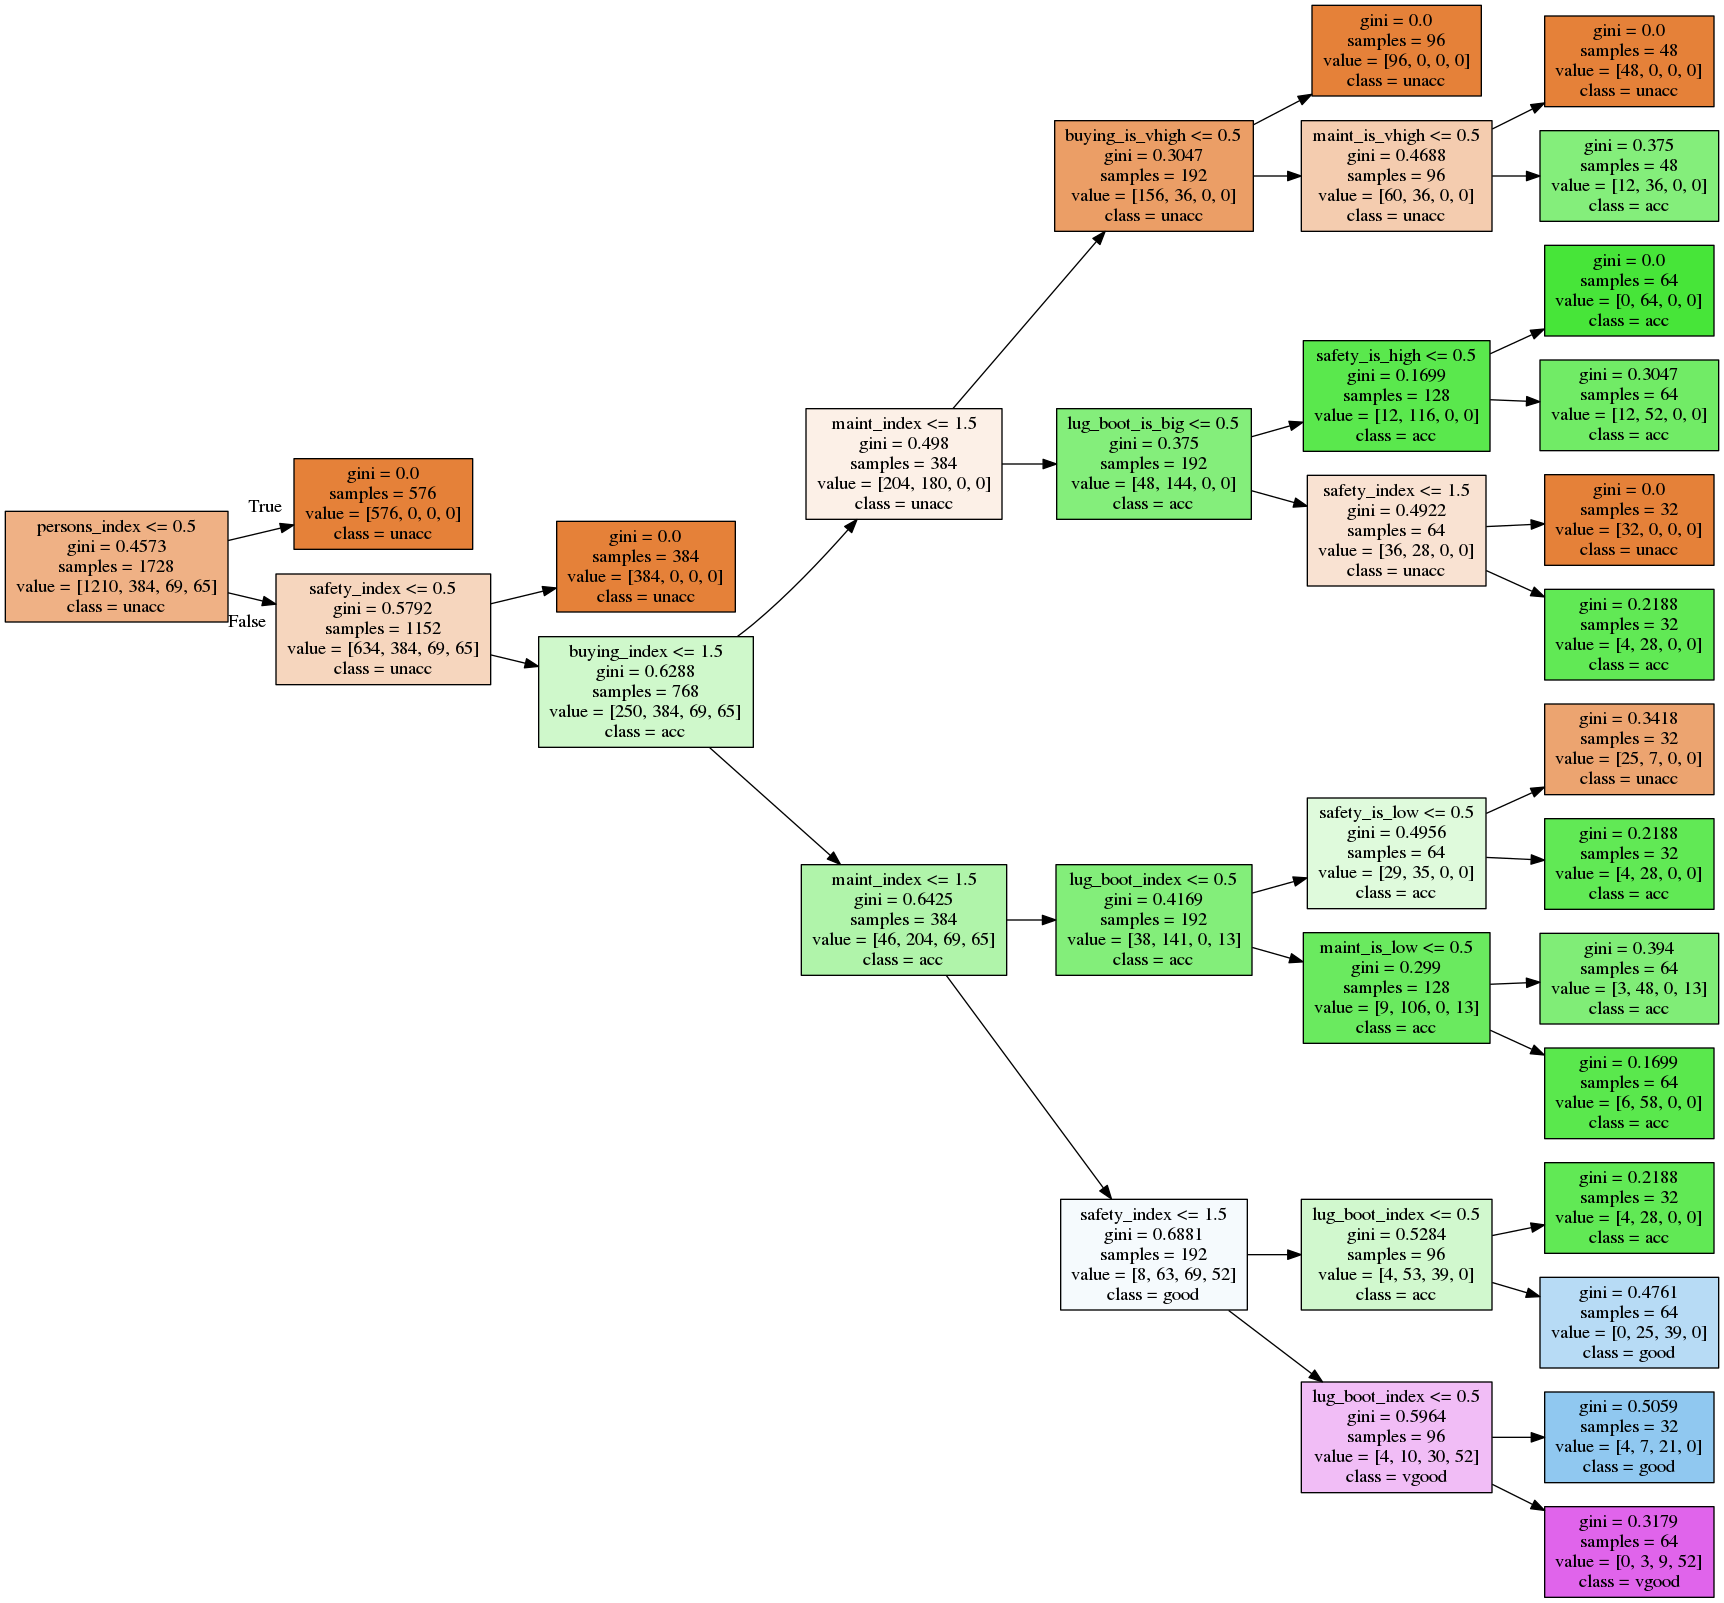 persons_index <= 0.5
gini = 0.4573
samples = 1728
value = [1210, 384, 69, 65]
class = unacc
True
False
gini = 0.0
samples = 576
value = [576, 0, 0, 0]
class = unacc
safety_index <= 0.5
gini = 0.5792
samples = 1152
value = [634, 384, 69, 65]
class = unacc
gini = 0.0
samples = 384
value = [384, 0, 0, 0]
class = unacc
buying_index <= 1.5
gini = 0.6288
samples = 768
value = [250, 384, 69, 65]
class = acc
maint_index <= 1.5
gini = 0.498
samples = 384
value = [204, 180, 0, 0]
class = unacc
maint_index <= 1.5
gini = 0.6425
samples = 384
value = [46, 204, 69, 65]
class = acc
buying_is_vhigh <= 0.5
gini = 0.3047
samples = 192
value = [156, 36, 0, 0]
class = unacc
lug_boot_is_big <= 0.5
gini = 0.375
samples = 192
value = [48, 144, 0, 0]
class = acc
lug_boot_index <= 0.5
gini = 0.4169
samples = 192
value = [38, 141, 0, 13]
class = acc
safety_index <= 1.5
gini = 0.6881
samples = 192
value = [8, 63, 69, 52]
class = good
gini = 0.0
samples = 96
value = [96, 0, 0, 0]
class = unacc
maint_is_vhigh <= 0.5
gini = 0.4688
samples = 96
value = [60, 36, 0, 0]
class = unacc
safety_is_high <= 0.5
gini = 0.1699
samples = 128
value = [12, 116, 0, 0]
class = acc
safety_index <= 1.5
gini = 0.4922
samples = 64
value = [36, 28, 0, 0]
class = unacc
safety_is_low <= 0.5
gini = 0.4956
samples = 64
value = [29, 35, 0, 0]
class = acc
maint_is_low <= 0.5
gini = 0.299
samples = 128
value = [9, 106, 0, 13]
class = acc
lug_boot_index <= 0.5
gini = 0.5284
samples = 96
value = [4, 53, 39, 0]
class = acc
lug_boot_index <= 0.5
gini = 0.5964
samples = 96
value = [4, 10, 30, 52]
class = vgood
gini = 0.0
samples = 48
value = [48, 0, 0, 0]
class = unacc
gini = 0.375
samples = 48
value = [12, 36, 0, 0]
class = acc
gini = 0.0
samples = 64
value = [0, 64, 0, 0]
class = acc
gini = 0.3047
samples = 64
value = [12, 52, 0, 0]
class = acc
gini = 0.0
samples = 32
value = [32, 0, 0, 0]
class = unacc
gini = 0.2188
samples = 32
value = [4, 28, 0, 0]
class = acc
gini = 0.3418
samples = 32
value = [25, 7, 0, 0]
class = unacc
gini = 0.2188
samples = 32
value = [4, 28, 0, 0]
class = acc
gini = 0.394
samples = 64
value = [3, 48, 0, 13]
class = acc
gini = 0.1699
samples = 64
value = [6, 58, 0, 0]
class = acc
gini = 0.2188
samples = 32
value = [4, 28, 0, 0]
class = acc
gini = 0.4761
samples = 64
value = [0, 25, 39, 0]
class = good
gini = 0.5059
samples = 32
value = [4, 7, 21, 0]
class = good
gini = 0.3179
samples = 64
value = [0, 3, 9, 52]
class = vgood